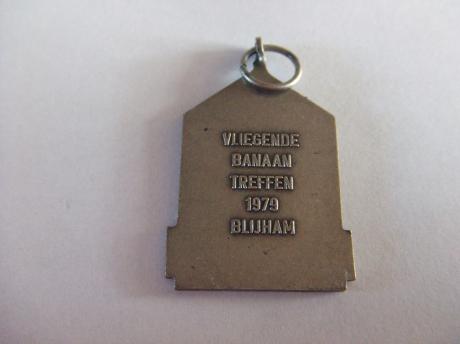 VLIEGENDE
BANAAN
TREFFEN
1979
BLIJHAM